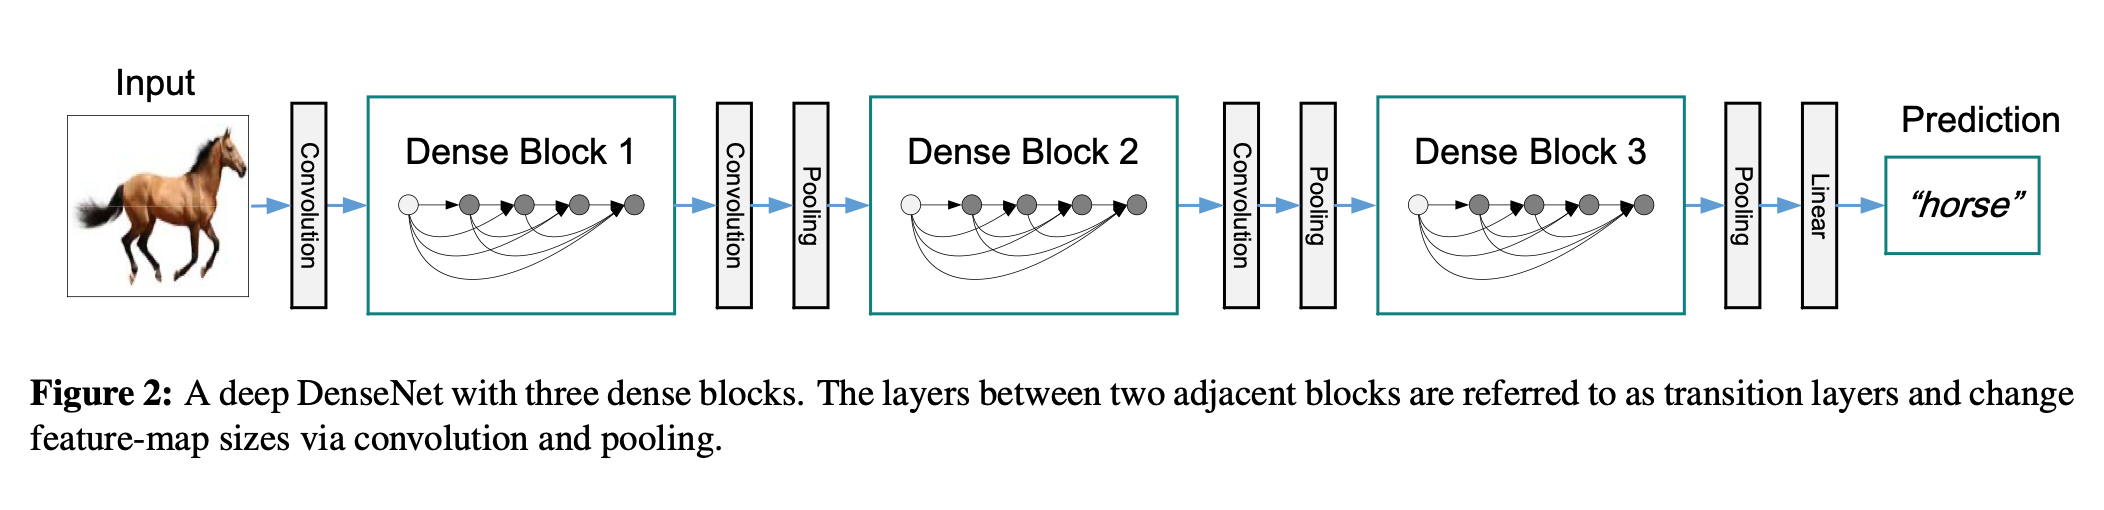 Input
Convolution
Dense Block 1
Convolution
Pooling
Dense Block 2
Convolution
Pooling
Dense Block 3
Pooling
Linear
Prediction
“horse”
Figure 2: A deep DenseNet with three dense blocks. The layers between two adjacent blocks are referred to as transition layers and change
feature-map sizes via convolution and pooling.